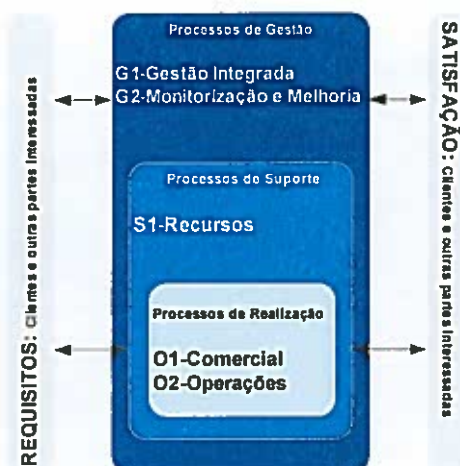 REQUISITOS: Clientes e outras partes Interessadas
Processos de Gestão
G1-Gestão Integrada
G2-Monitorização e Melhoria
Processos de Suporte
S1-Recursos
Processos de Realização
O1-Comercial
O2-Operações
SATISFAÇÃO: Clientes e outras partes Interessadas